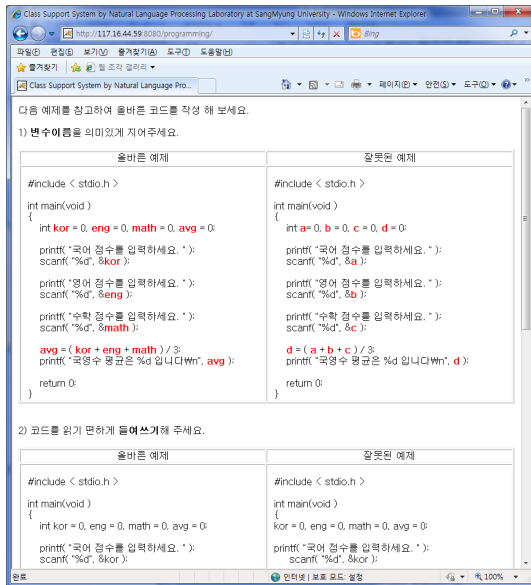 Class Support System by Natural Language Processing Laboratory at SangMyung University - Windows Internet Explorer
http://117.16.44.59:8080/programming/
Bing
파일(F) 편집(E) 보기(V) 즐겨찾기(A) 도구(T) 도움말(H)
즐겨찾기 웹 조각 갤러리
Class Support System by Natural Language Pro...
페이지(P) 안전(S) 도구(O)
다음 예제를 참고하여 올바른 코드를 작성 해 보세요.
1) 변수이름을 의미있게 지어주세요.
올바른 예제
#include < stdio.h >
int main(void )
{
int kor = 0, eng = 0, math = 0, avg = 0;
printf( "국어 점수를 입력하세요. " );
scanf( "%d", &kor );
printf( "영어 점수를 입력하세요. " );
scanf( "%d", &eng );
printf( "수학 점수를 입력하세요. " );
scanf( "%d", &math );
avg = ( kor + eng + math ) / 3;
printf( "국영수 평균은 %d 입니다₩n", avg );
return 0;
}
잘못된 예제
#include < stdio.h >
int main(void )
{
int a= 0, b = 0, c = 0, d = 0;
printf( "국어 점수를 입력하세요. " );
scanf( "%d", &a );
printf( "영어 점수를 입력하세요. " );
scanf( "%d", &b );
printf( "수학 점수를 입력하세요. " );
scanf( "%d", &c );
d = ( a + b + c ) / 3;
printf( "국영수 평균은 %d 입니다₩n", d );
return 0;
}
2) 코드를 읽기 편하게 들여쓰기해 주세요.
올바른 예제
#include < stdio.h >
int main(void )
{
int kor = 0, eng = 0, math = 0, avg = 0;
printf( "국어 점수를 입력하세요. " );
scanf( "%d", &kor );
잘못된 예제
#include < stdio.h >
int main(void )
{
kor = 0, eng = 0, math = 0, avg = 0;
printf( "국어 점수를 입력하세요. " );
scanf( "%d", &kor );
완료
인터넷 | 보호 모드: 설정
100%